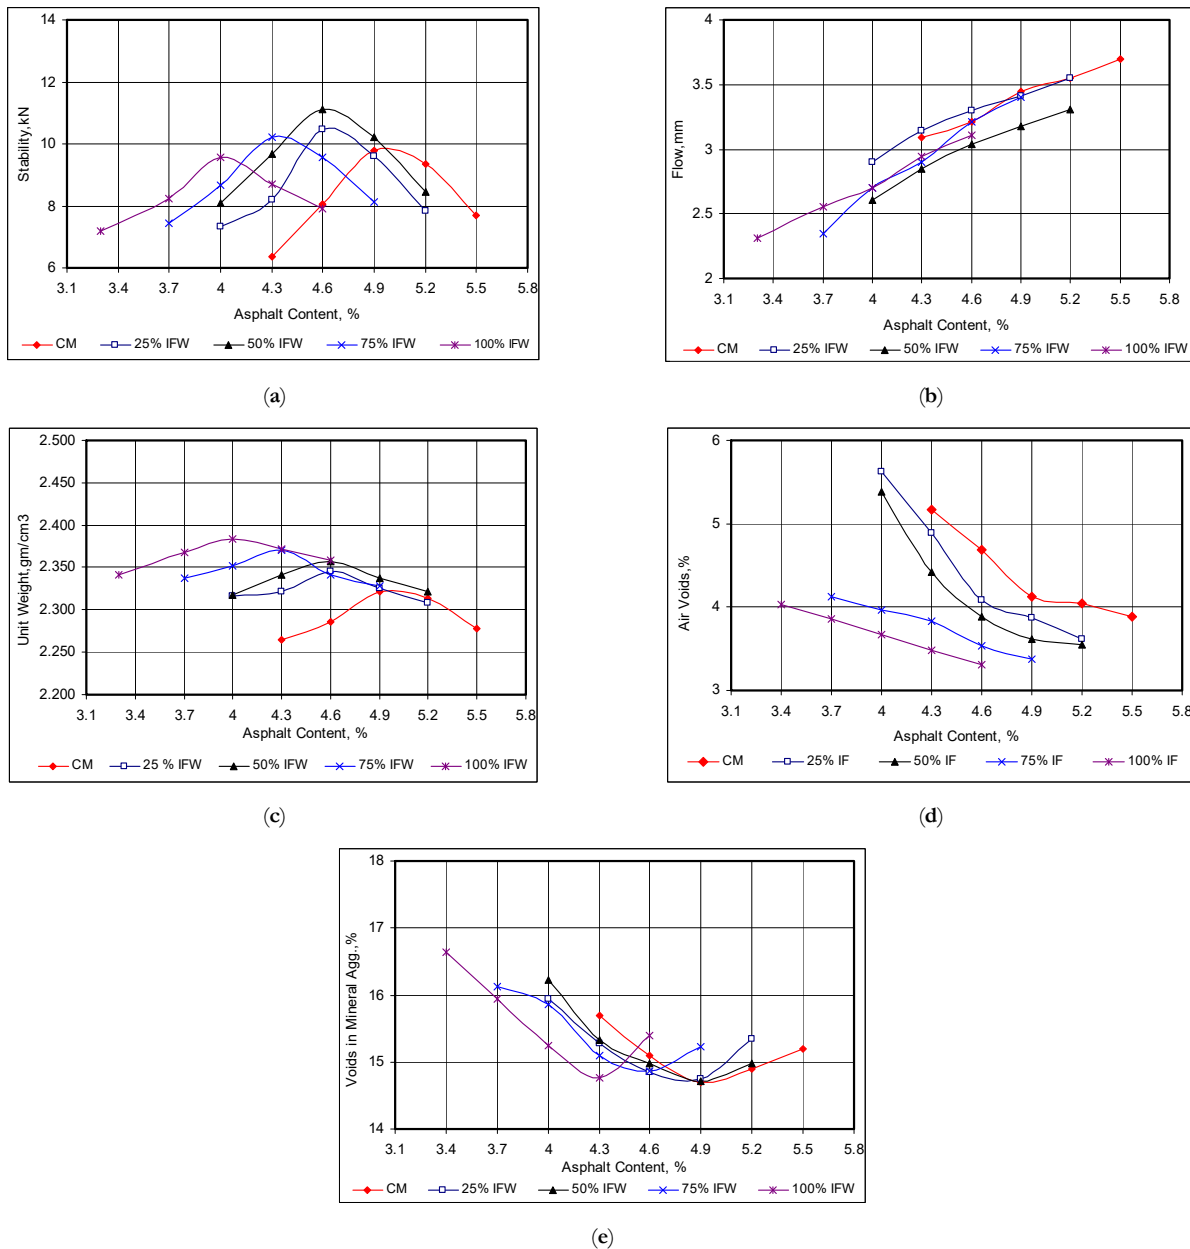 14
12
10
8
6
Stability,kN
3.1 3.4 3.7 4 4.3 4.6 4.9 5.2 5.5 5.8
Asphalt Content, %
CM 25% IFW 50% IFW 75% IFW 100% IFW
(a)
4
3.5
3
2.5
2
Flow,mm
3.1 3.4 3.7 4 4.3 4.6 4.9 5.2 5.5 5.8
Asphalt Content, %
CM 25% IFW 50% IFW 75% IFW 100% IFW
(b)
2.500
2.450
2.400
2.350
2.300
2.250
2.200
Unit Weight,gm/cm3
3.1 3.4 3.7 4 4.3 4.6 4.9 5.2 5.5 5.8
Asphalt Content, %
CM 25 % IFW 50% IFW 75% IFW 100% IFW
(c)
6
5
4
3
Air Voids,%
3.1 3.4 3.7 4 4.3 4.6 4.9 5.2 5.5 5.8
Asphalt Content, %
CM 25% IF 50% IF 75% IF 100% IF
(d)
18
17
16
15
14
Voids in Mineral Agg.,%
3.1 3.4 3.7 4 4.3 4.6 4.9 5.2 5.5 5.8
Asphalt Content, %
CM 25% IFW 50% IFW 75% IFW 100% IFW
(e)